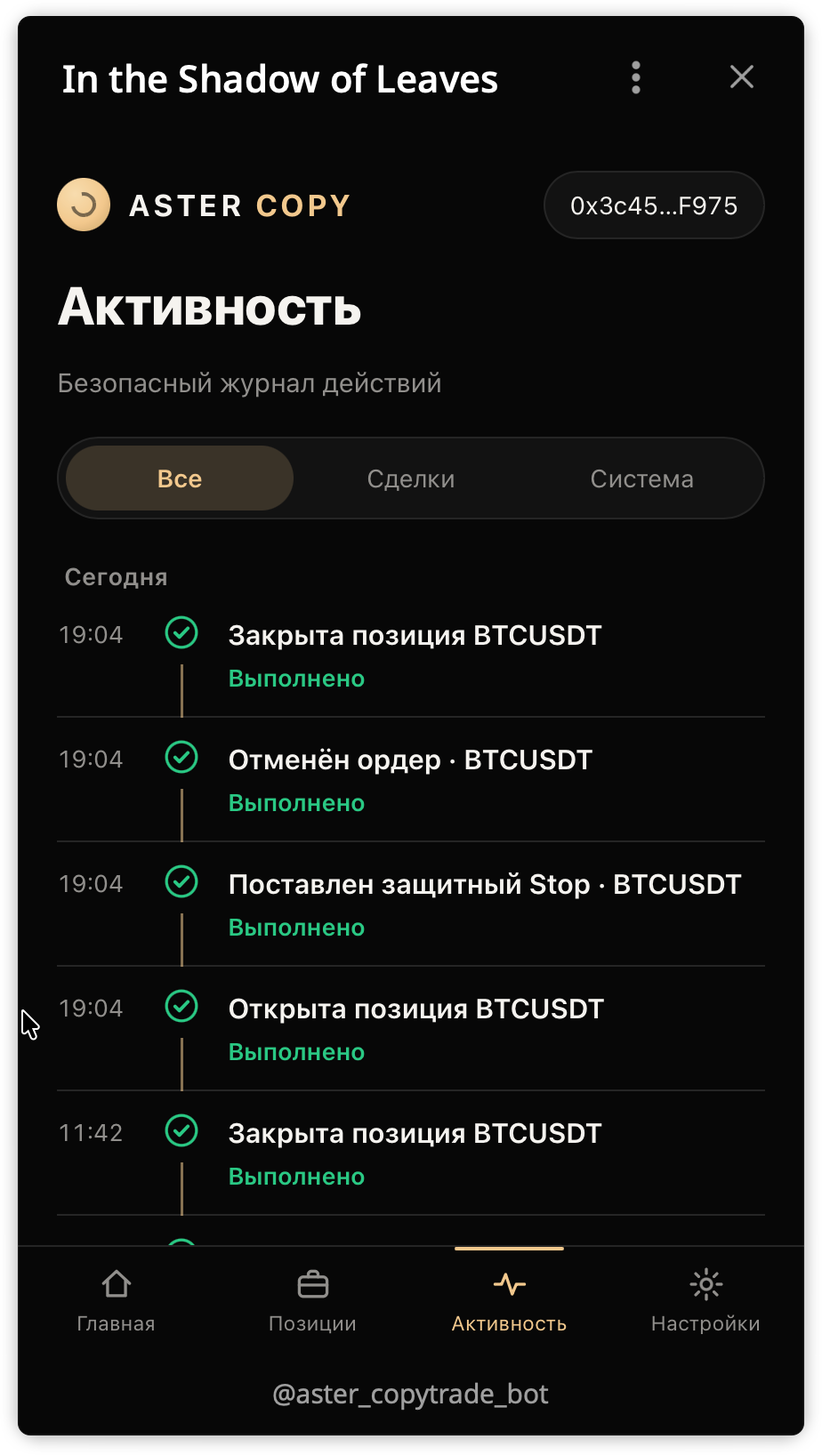 In the Shadow of Leaves
ASTER COPY
0x3c45...F975
Активность
Безопасный журнал действий
Все Сделки Система
Сегодня
19:04 Закрыта позиция BTCUSDT
Выполнено
19:04 Отменён ордер · BTCUSDT
Выполнено
19:04 Поставлен защитный Stop · BTCUSDT
Выполнено
19:04 Открыта позиция BTCUSDT
Выполнено
11:42 Закрыта позиция BTCUSDT
Выполнено
Главная Позиции Активность Настройки
@aster_copytrade_bot